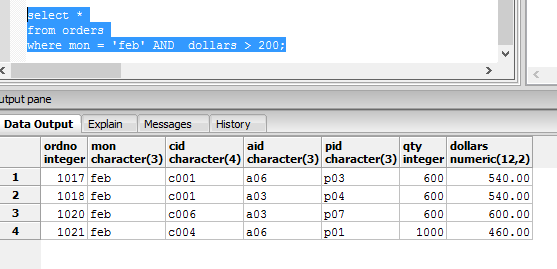 select *
from orders
where mon = 'feb' AND  dollars > 200;
utput pane
Data Output Explain Messages History
ordno mon cid aid pid qty dollars
integer character(3) character(4) character(3) character(3) integer numeric(12,2)
1 1017 feb c001 a06 p03 600 540.00
2 1018 feb c001 a03 p04 600 540.00
3 1020 feb c006 a03 p07 600 600.00
4 1021 feb c004 a06 p01 1000 460.00